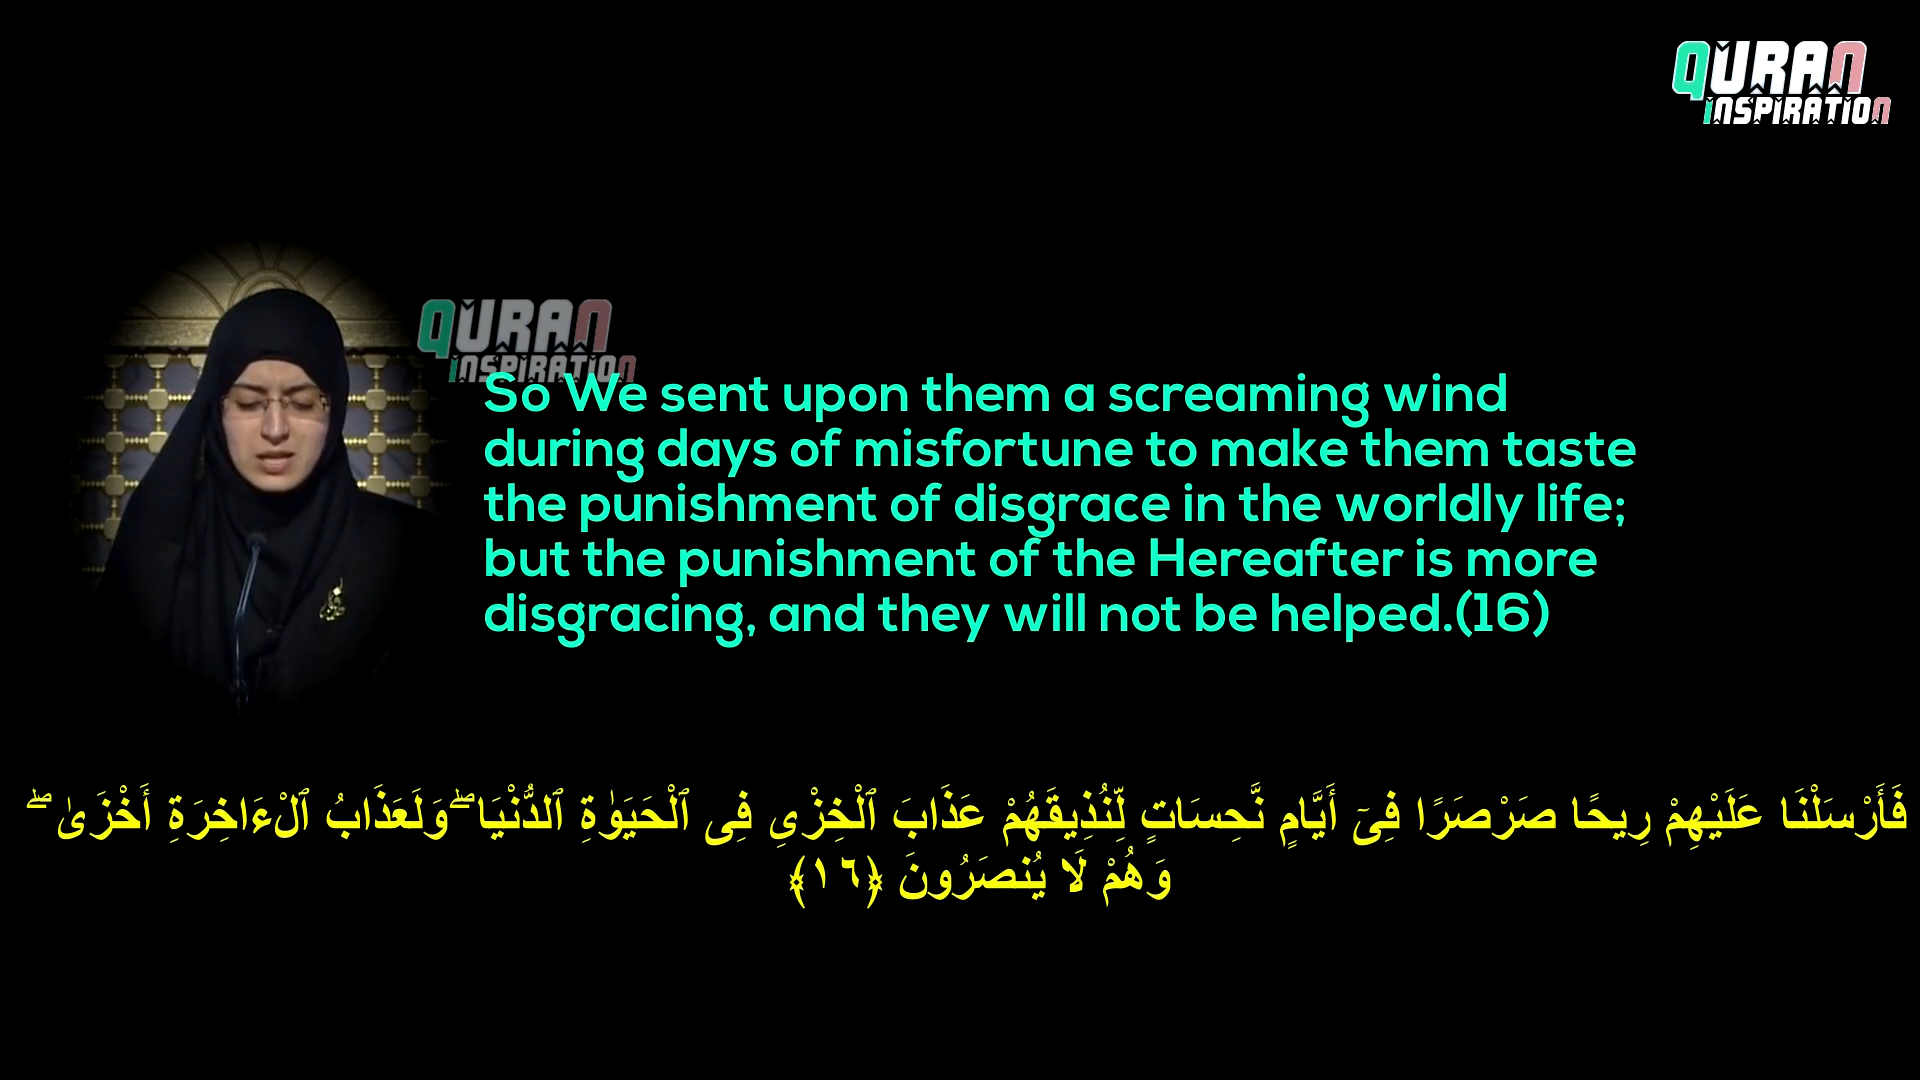 QURAN
INSPIRATION
QURAN
INSPIRATION
So We sent upon them a screaming wind
during days of misfortune to make them taste
the punishment of disgrace in the worldly life;
but the punishment of the Hereafter is more
disgracing, and they will not be helped.(16)
فَأَرْسَلْنَا عَلَيْهِمْ رِيحًا صَرْصَرًا فِىٓ أَيَّامٍ نَّحِسَاتٍ لِّنُذِيقَهُمْ عَذَابَ ٱلْخِزْىِ فِى ٱلْحَيَوٰةِ ٱلدُّنْيَا ۖ وَلَعَذَابُ ٱلْءَاخِرَةِ أَخْزَىٰ ۖ
وَهُمْ لَا يُنصَرُونَ ﴿١٦﴾